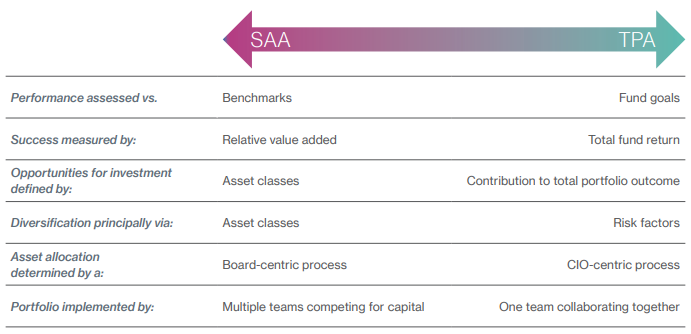 SAA TPA
Performance assessed vs. Benchmarks Fund goals
Success measured by: Relative value added Total fund return
Opportunities for investment
defined by: Asset classes Contribution to total portfolio outcome
Diversification principally via: Asset classes Risk factors
Asset allocation
determined by a: Board-centric process CIO-centric process
Portfolio implemented by: Multiple teams competing for capital One team collaborating together